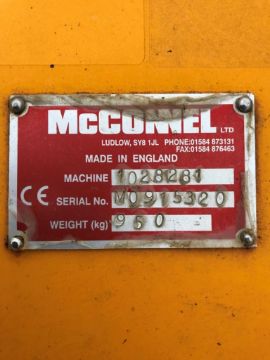 McCONNEL LTD
LUDLOW, SY8 1JL PHONE:01584 873131
FAX:01584 876463
MADE IN ENGLAND
MACHINE 1028281
CE SERIAL No. M0915320
WEIGHT (kg) 950